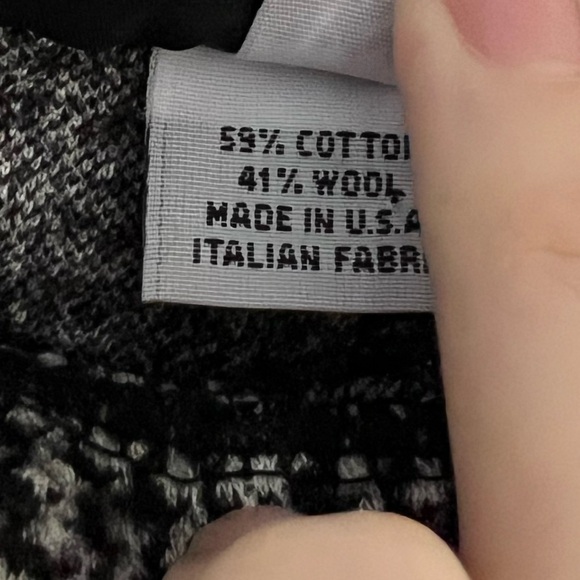 59% COTTO
41% WOOL
MADE IN U.S.A
ITALIAN FABR